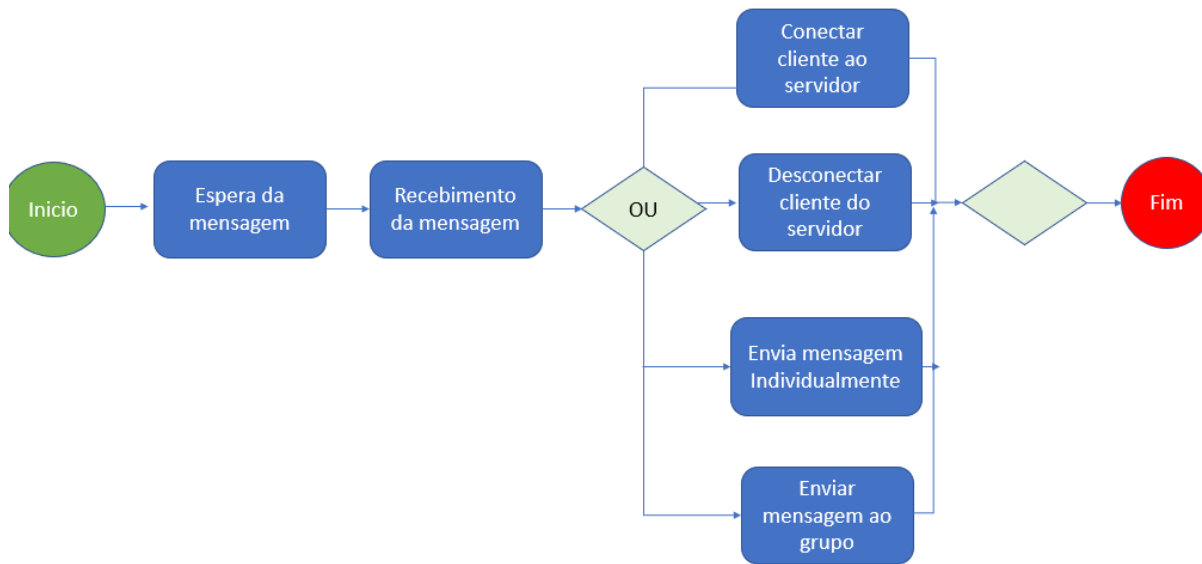 Inicio
Espera da
mensagem
Recebimento
da mensagem
OU
Conectar
cliente ao
servidor
Desconectar
cliente do
servidor
Envia mensagem
Individualmente
Enviar
mensagem ao
grupo
Fim